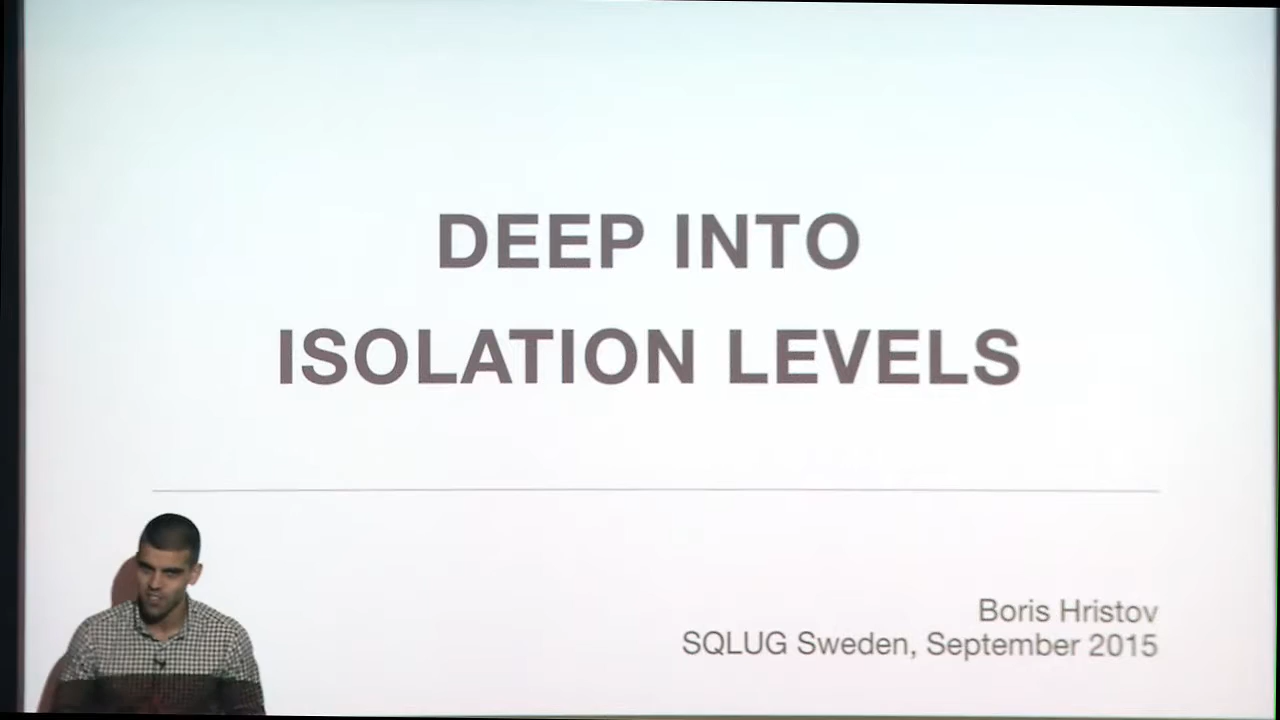 DEEP INTO
ISOLATION LEVELS
Boris Hristov
SQLUG Sweden, September 2015